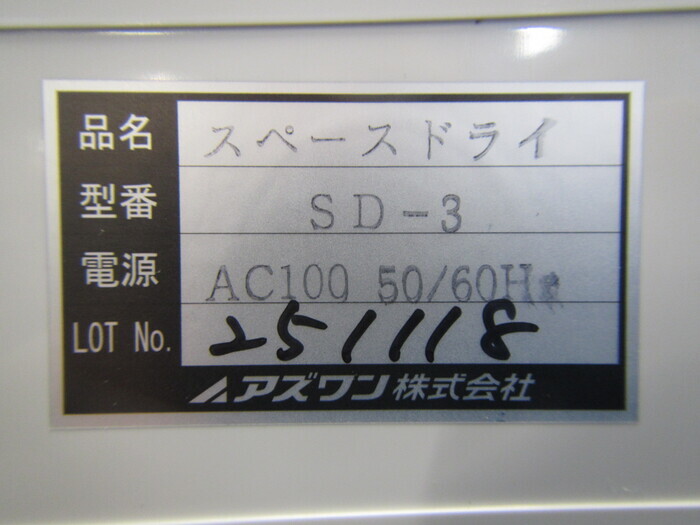 品名 スペースドライ
型番 SD-3
電源 AC100 50/60Hz
LOT No. 251118
アズワン株式会社